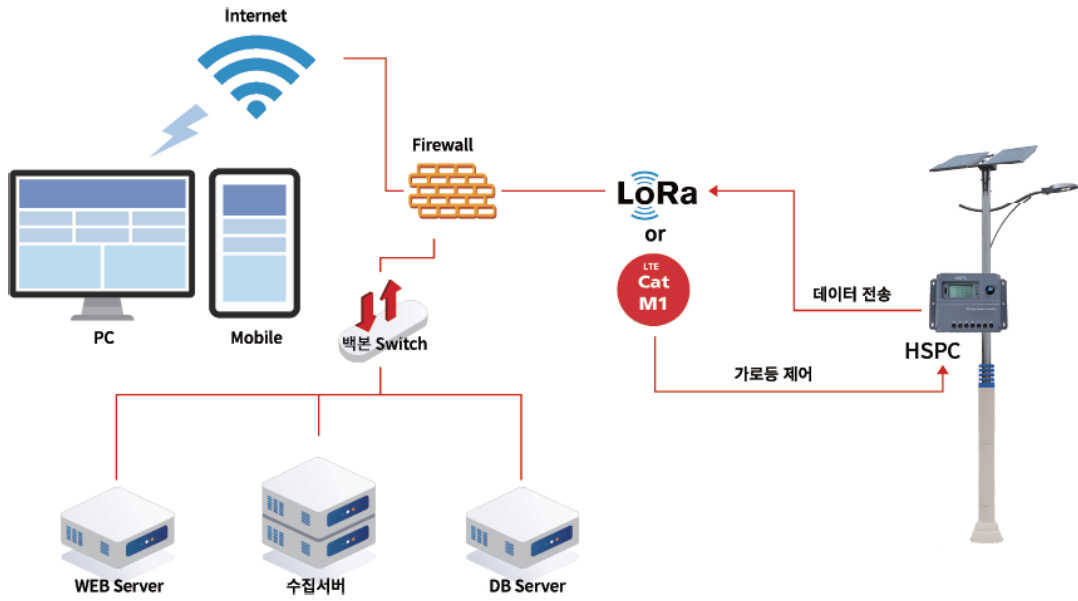 Internet
Firewall
LoRa
or
LTE
Cat
M1
PC
Mobile
백본 Switch
데이터 전송
HSPC
가로등 제어
WEB Server
수집서버
DB Server